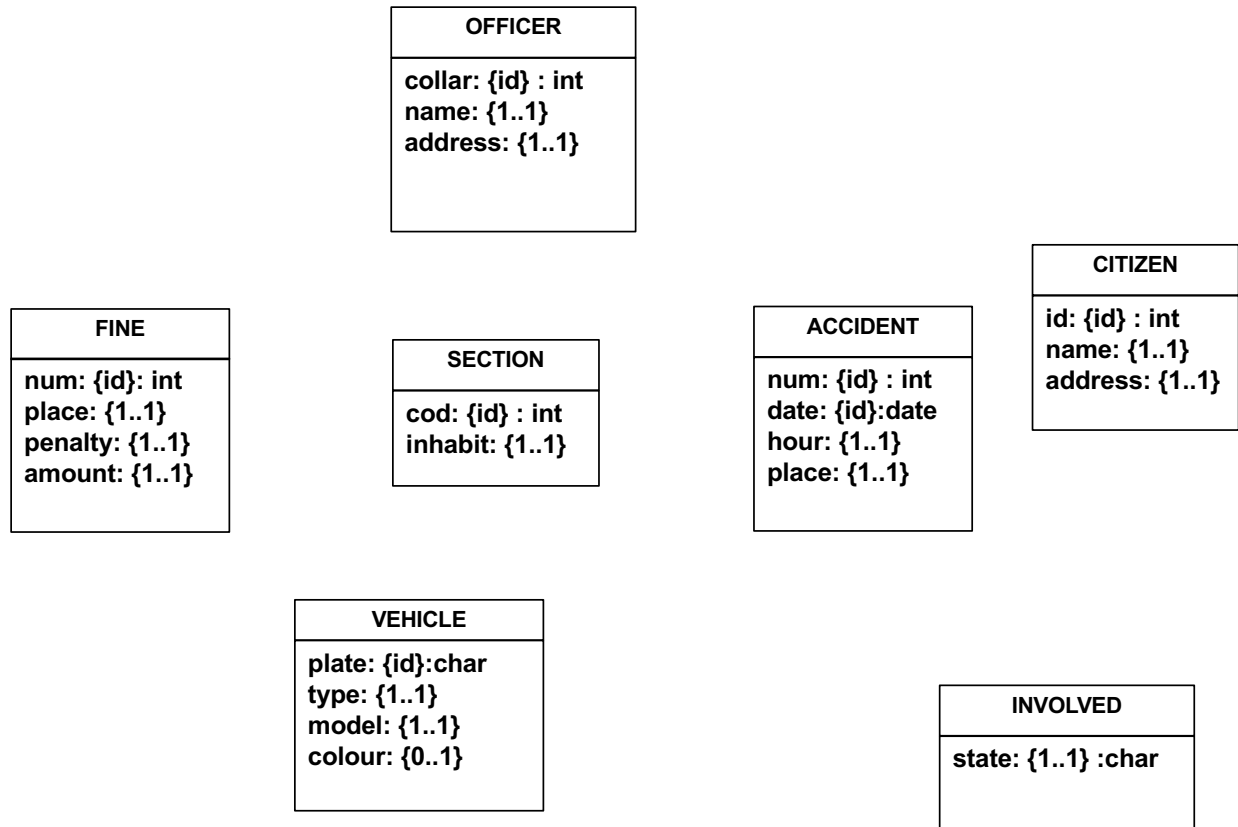 OFFICER
collar: {id} : int
name: {1..1}
address: {1..1}
CITIZEN
id: {id} : int
name: {1..1}
address: {1..1}
FINE
num: {id}: int
place: {1..1}
penalty: {1..1}
amount: {1..1}
SECTION
cod: {id} : int
inhabit: {1..1}
ACCIDENT
num: {id} : int
date: {id}:date
hour: {1..1}
place: {1..1}
VEHICLE
plate: {id}:char
type: {1..1}
model: {1..1}
colour: {0..1}
INVOLVED
state: {1..1} :char